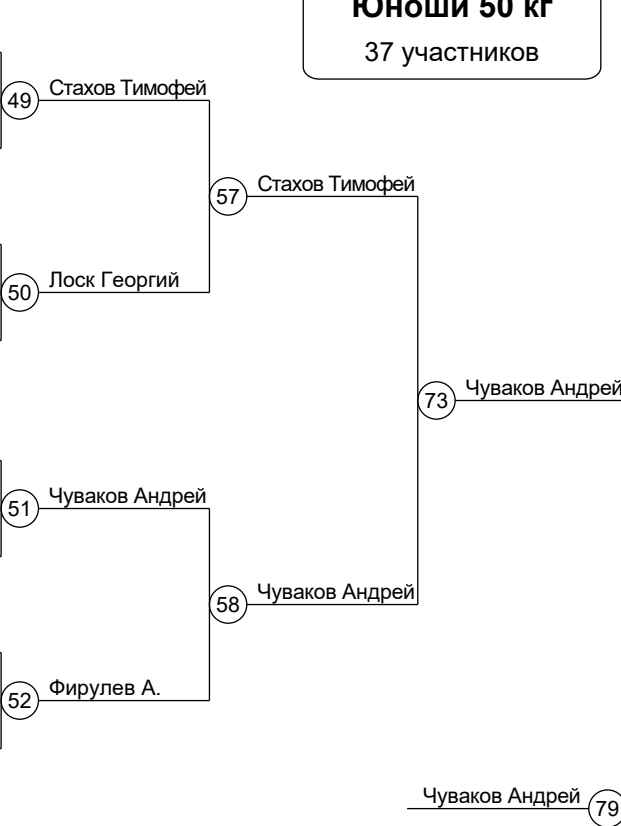 Юноши 50 кг
37 участников
49 Стахов Тимофей
57 Стахов Тимофей
50 Лоск Георгий
73 Чуваков Андрей
51 Чуваков Андрей
58 Чуваков Андрей
52 Фирулев А.
Чуваков Андрей 79